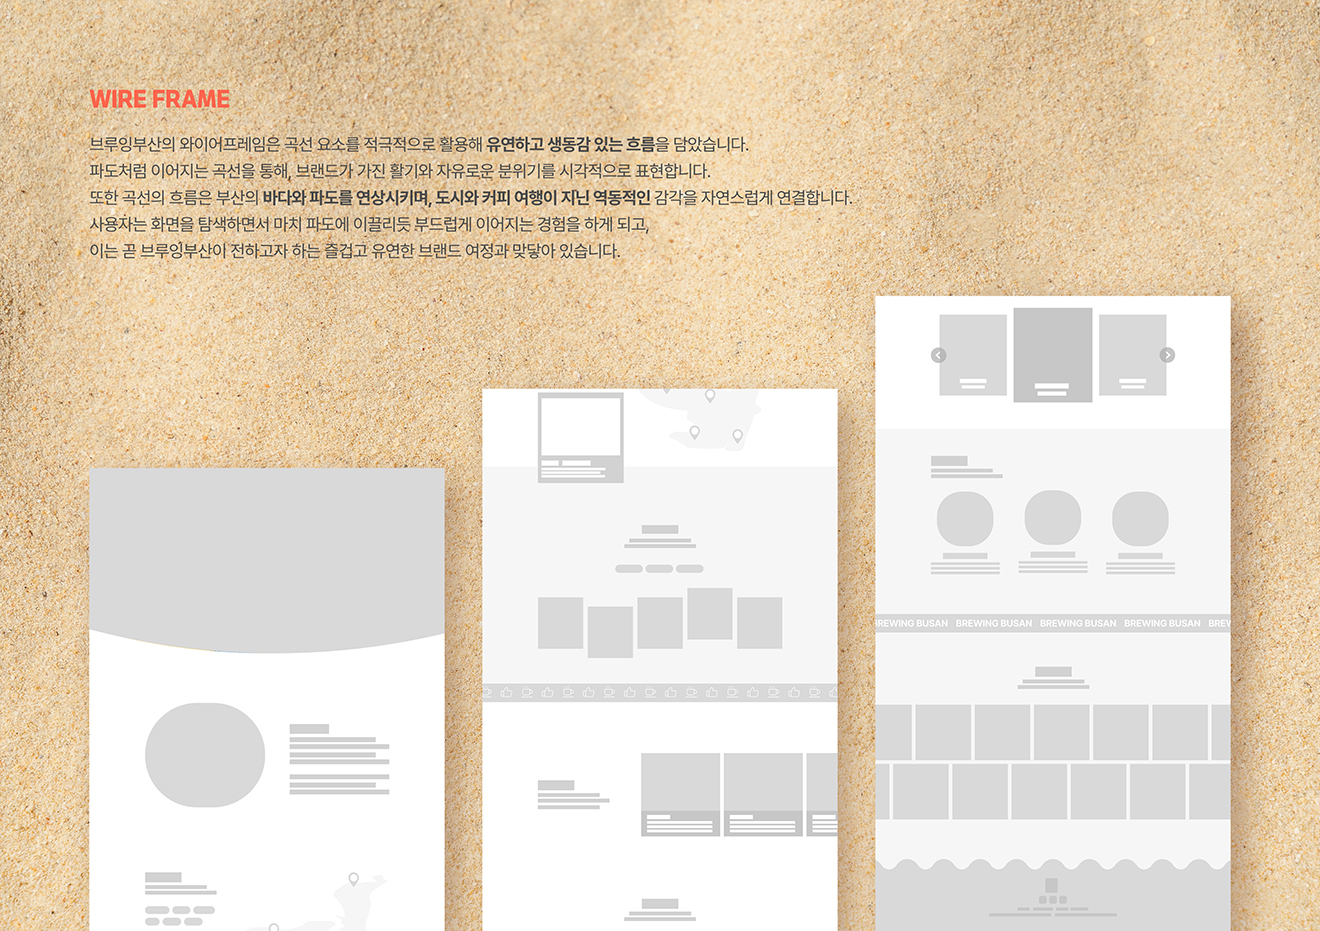 WIRE FRAME
브루잉부산의 와이어프레임은 곡선 요소를 적극적으로 활용해 유연하고 생동감 있는 흐름을 담았습니다.
파도처럼 이어지는 곡선을 통해, 브랜드가 가진 활기와 자유로운 분위기를 시각적으로 표현합니다.
또한 곡선의 흐름은 부산의 바다와 파도를 연상시키며, 도시와 커피 여행이 지닌 역동적인 감각을 자연스럽게 연결합니다.
사용자는 화면을 탐색하면서 마치 파도에 이끌리듯 부드럽게 이어지는 경험을 하게 되고,
이는 곧 브루잉부산이 전하고자 하는 즐겁고 유연한 브랜드 여정과 맞닿아 있습니다.
REWING BUSAN BREWING BUSAN BREWING BUSAN BREWING BUSAN BREW